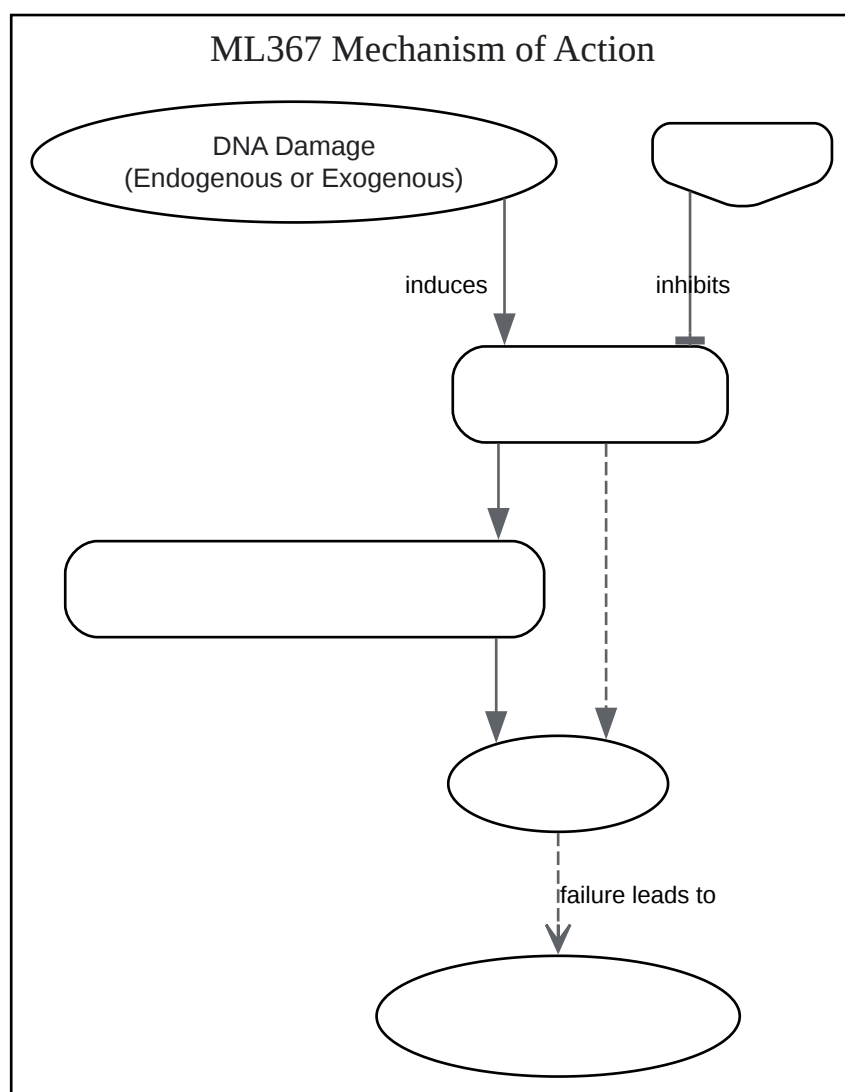 ML367 Mechanism of Action
DNA Damage
(Endogenous or Exogenous)
induces
inhibits
failure leads to